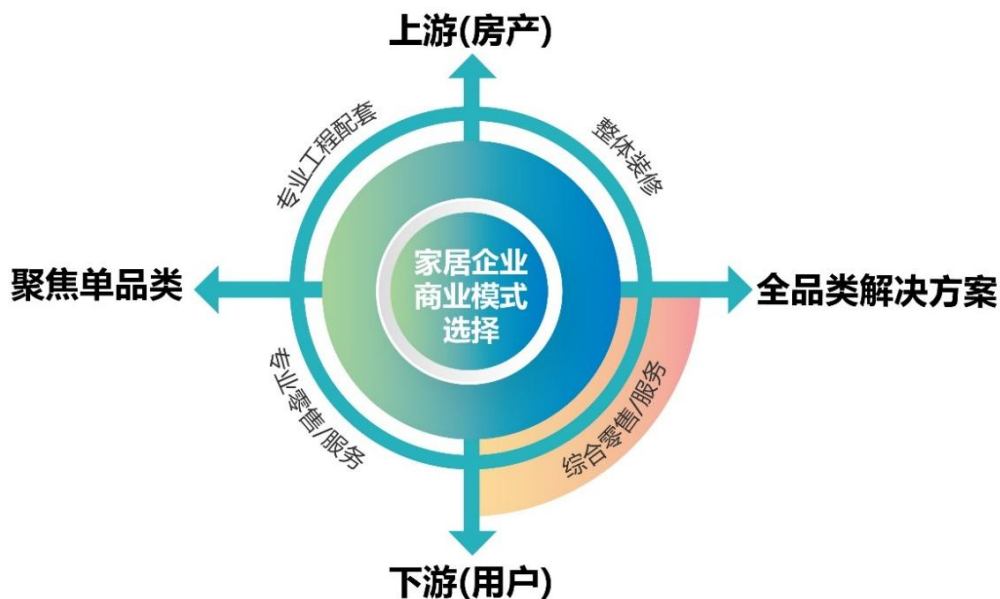 上游(房产)
专业工程配套
整体装修
聚焦单品类
家居企业
商业模式
选择
全品类解决方案
专业零售/服务
综合零售/服务
下游(用户)